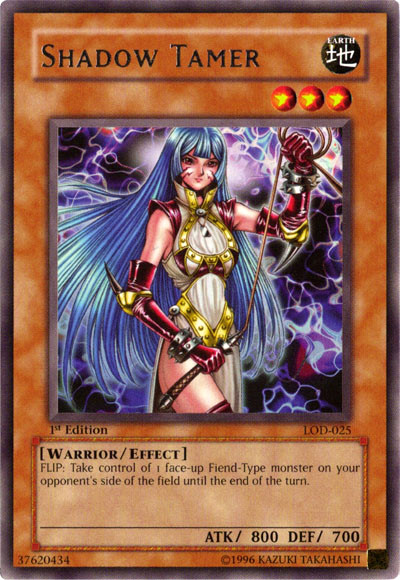 SHADOW TAMER
EARTH
地
1st Edition
LOD-025
[WARRIOR/EFFECT]
FLIP: Take control of 1 face-up Fiend-Type monster on your
opponent's side of the field until the end of the turn.
ATK/ 800 DEF/ 700
37620434
©1996 KAZUKI TAKAHASHI